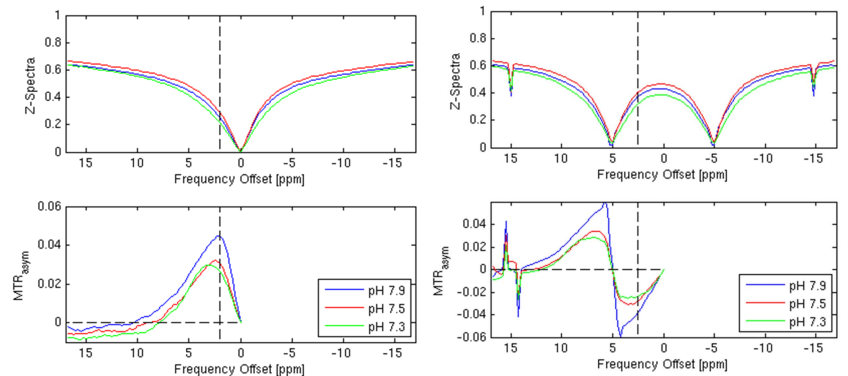 1
0.8
0.6
0.4
0.2
0
Z-Spectra
15 10 5 0 -5 -10 -15
Frequency Offset [ppm]
1
0.8
0.6
0.4
0.2
0
Z-Spectra
15 10 5 0 -5 -10 -15
Frequency Offset [ppm]
0.06
0.04
0.02
0
MTRasym
pH 7.9
pH 7.5
pH 7.3
15 10 5 0 -5 -10 -15
Frequency Offset [ppm]
0.04
0.02
0
-0.02
-0.04
-0.06
MTRasym
pH 7.9
pH 7.5
pH 7.3
15 10 5 0 -5 -10 -15
Frequency Offset [ppm]